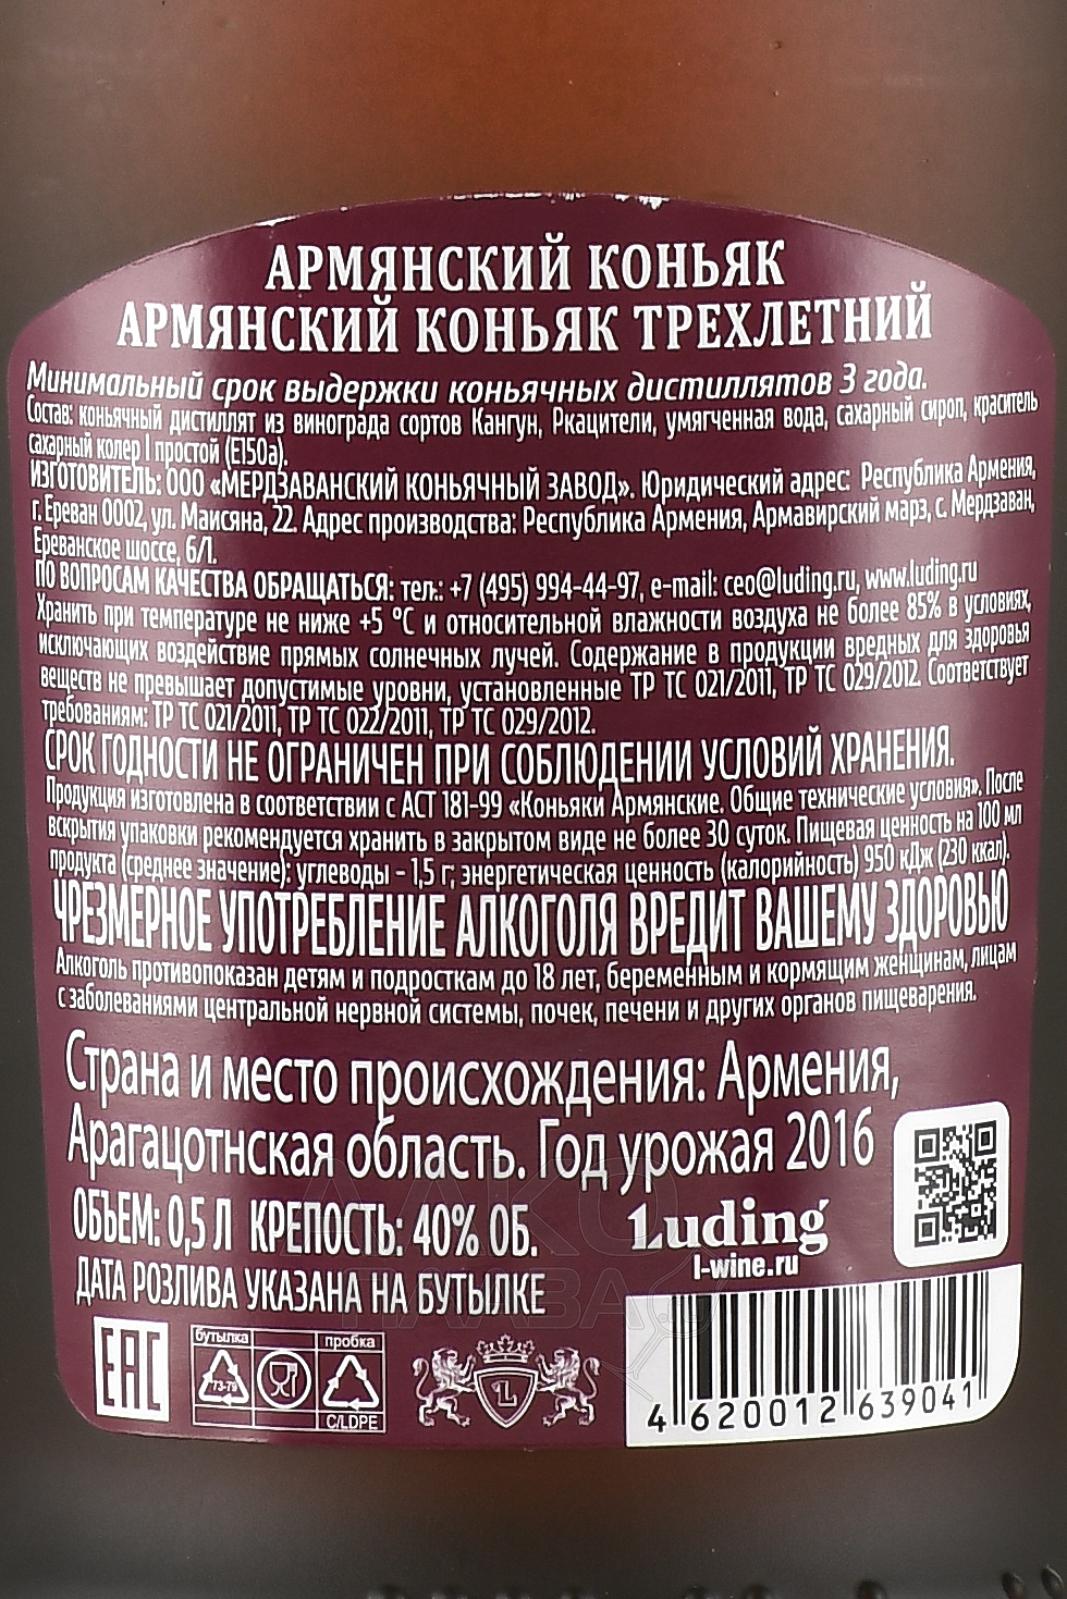 АРМЯНСКИЙ КОНЬЯК
АРМЯНСКИЙ КОНЬЯК ТРЕХЛЕТНИЙ
Минимальный срок выдержки коньячных дистиллятов 3 года.
Состав: коньячный дистиллят из винограда сортов Кангун, Ркацители, умягченная вода, сахарный сироп, краситель
сахарный колер I простой (E150a).
ИЗГОТОВИТЕЛЬ: ООО «МЕРДЗАВАНСКИЙ КОНЬЯЧНЫЙ ЗАВОД». Юридический адрес: Республика Армения,
г. Ереван 0002, ул. Маисяна, 22. Адрес производства: Республика Армения, Армавирский марз, с. Мердзаван,
Ереванское шоссе, 6/1.
ПО ВОПРОСАМ КАЧЕСТВА ОБРАЩАТЬСЯ: тел.: +7 (495) 994-44-97, e-mail: ceo@luding.ru, www.luding.ru
Хранить при температуре не ниже +5 °С и относительной влажности воздуха не более 85% в условиях,
исключающих воздействие прямых солнечных лучей. Содержание в продукции вредных для здоровья
веществ не превышает допустимые уровни, установленные ТР ТС 021/2011, ТР ТС 029/2012. Соответствует
требованиям: ТР ТС 021/2011, ТР ТС 022/2011, ТР ТС 029/2012.
СРОК ГОДНОСТИ НЕ ОГРАНИЧЕН ПРИ СОБЛЮДЕНИИ УСЛОВИЙ ХРАНЕНИЯ.
Продукция изготовлена в соответствии с АСТ 181-99 «Коньяки Армянские. Общие технические условия». После
вскрытия упаковки рекомендуется хранить в закрытом виде не более 30 суток. Пищевая ценность на 100 мл
продукта (среднее значение): углеводы - 1,5 г; энергетическая ценность (калорийность) 950 кДж (230 ккал).
ЧРЕЗМЕРНОЕ УПОТРЕБЛЕНИЕ АЛКОГОЛЯ ВРЕДИТ ВАШЕМУ ЗДОРОВЬЮ
Алкоголь противопоказан детям и подросткам до 18 лет, беременным и кормящим женщинам, лицам
с заболеваниями центральной нервной системы, почек, печени и других органов пищеварения.
Страна и место происхождения: Армения,
Арагацотнская область. Год урожая 2016
ОБЪЕМ: 0,5 Л КРЕПОСТЬ: 40% ОБ.
ДАТА РОЗЛИВА УКАЗАНА НА БУТЫЛКЕ
Luding
l-wine.ru
EAC
бутылка
пробка
73-79
C/LDPE
L
4 620012 639041
АЛКО
ПЛАВА